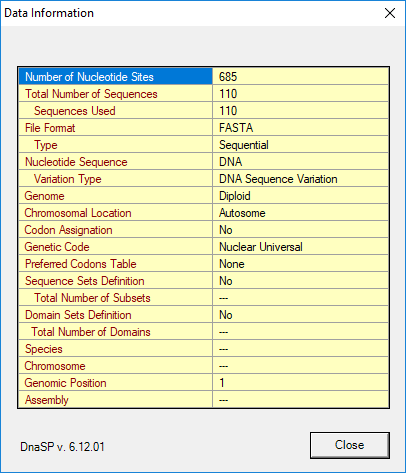 Data Information
Number of Nucleotide Sites 685
Total Number of Sequences 110
Sequences Used 110
File Format FASTA
Type Sequential
Nucleotide Sequence DNA
Variation Type DNA Sequence Variation
Genome Diploid
Chromosomal Location Autosome
Codon Assignation No
Genetic Code Nuclear Universal
Preferred Codons Table None
Sequence Sets Definition No
Total Number of Subsets ---
Domain Sets Definition No
Total Number of Domains ---
Species ---
Chromosome ---
Genomic Position 1
Assembly ---
DnaSP v. 6.12.01
Close